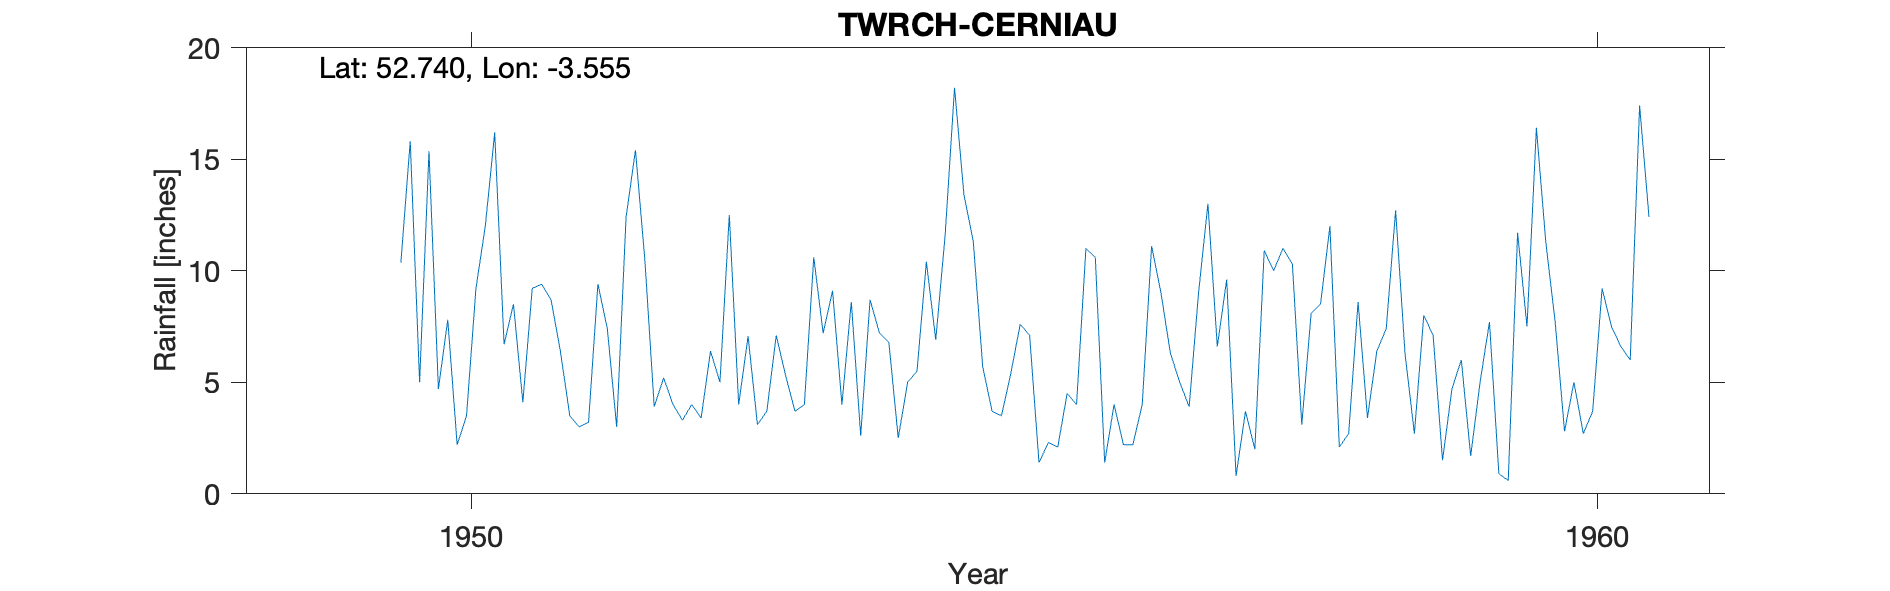 TWRCH-CERNIAU
Lat: 52.740, Lon: -3.555
Rainfall [inches]
20
15
10
5
0
1950
1960
Year